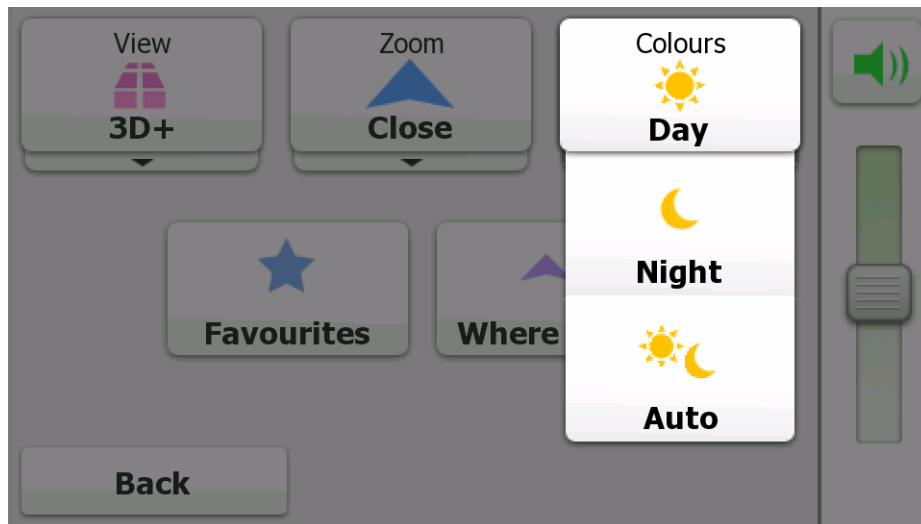 View
3D+
Zoom
Close
Colours
Day
Night
Auto
Favourites
Where
Back